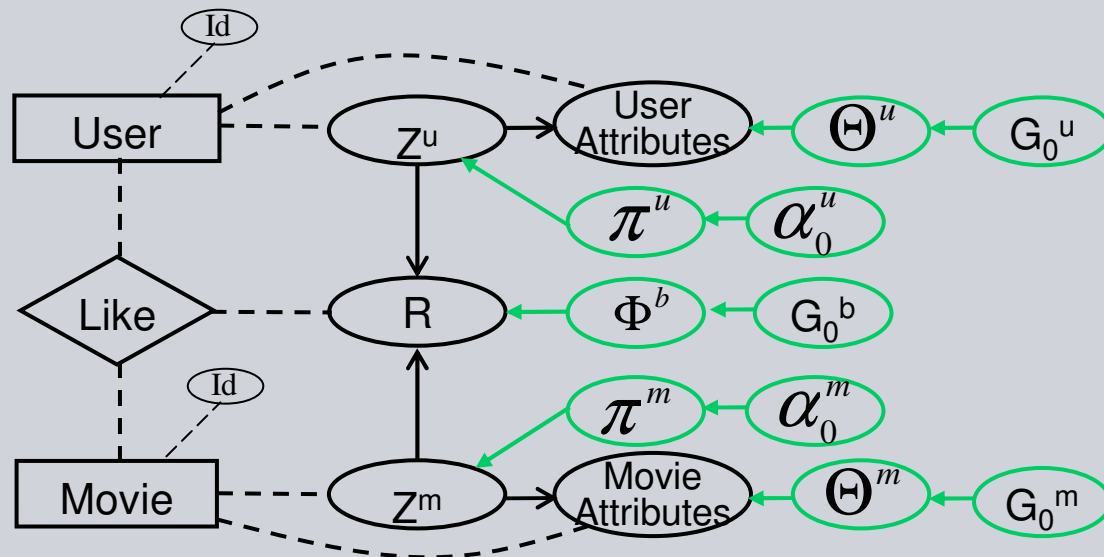 Id
User
Z^u
User
Attributes
Θ^u
G_0^u
π^u
α_0^u
Like
R
Φ^b
G_0^b
Id
π^m
α_0^m
Movie
Z^m
Movie
Attributes
Θ^m
G_0^m